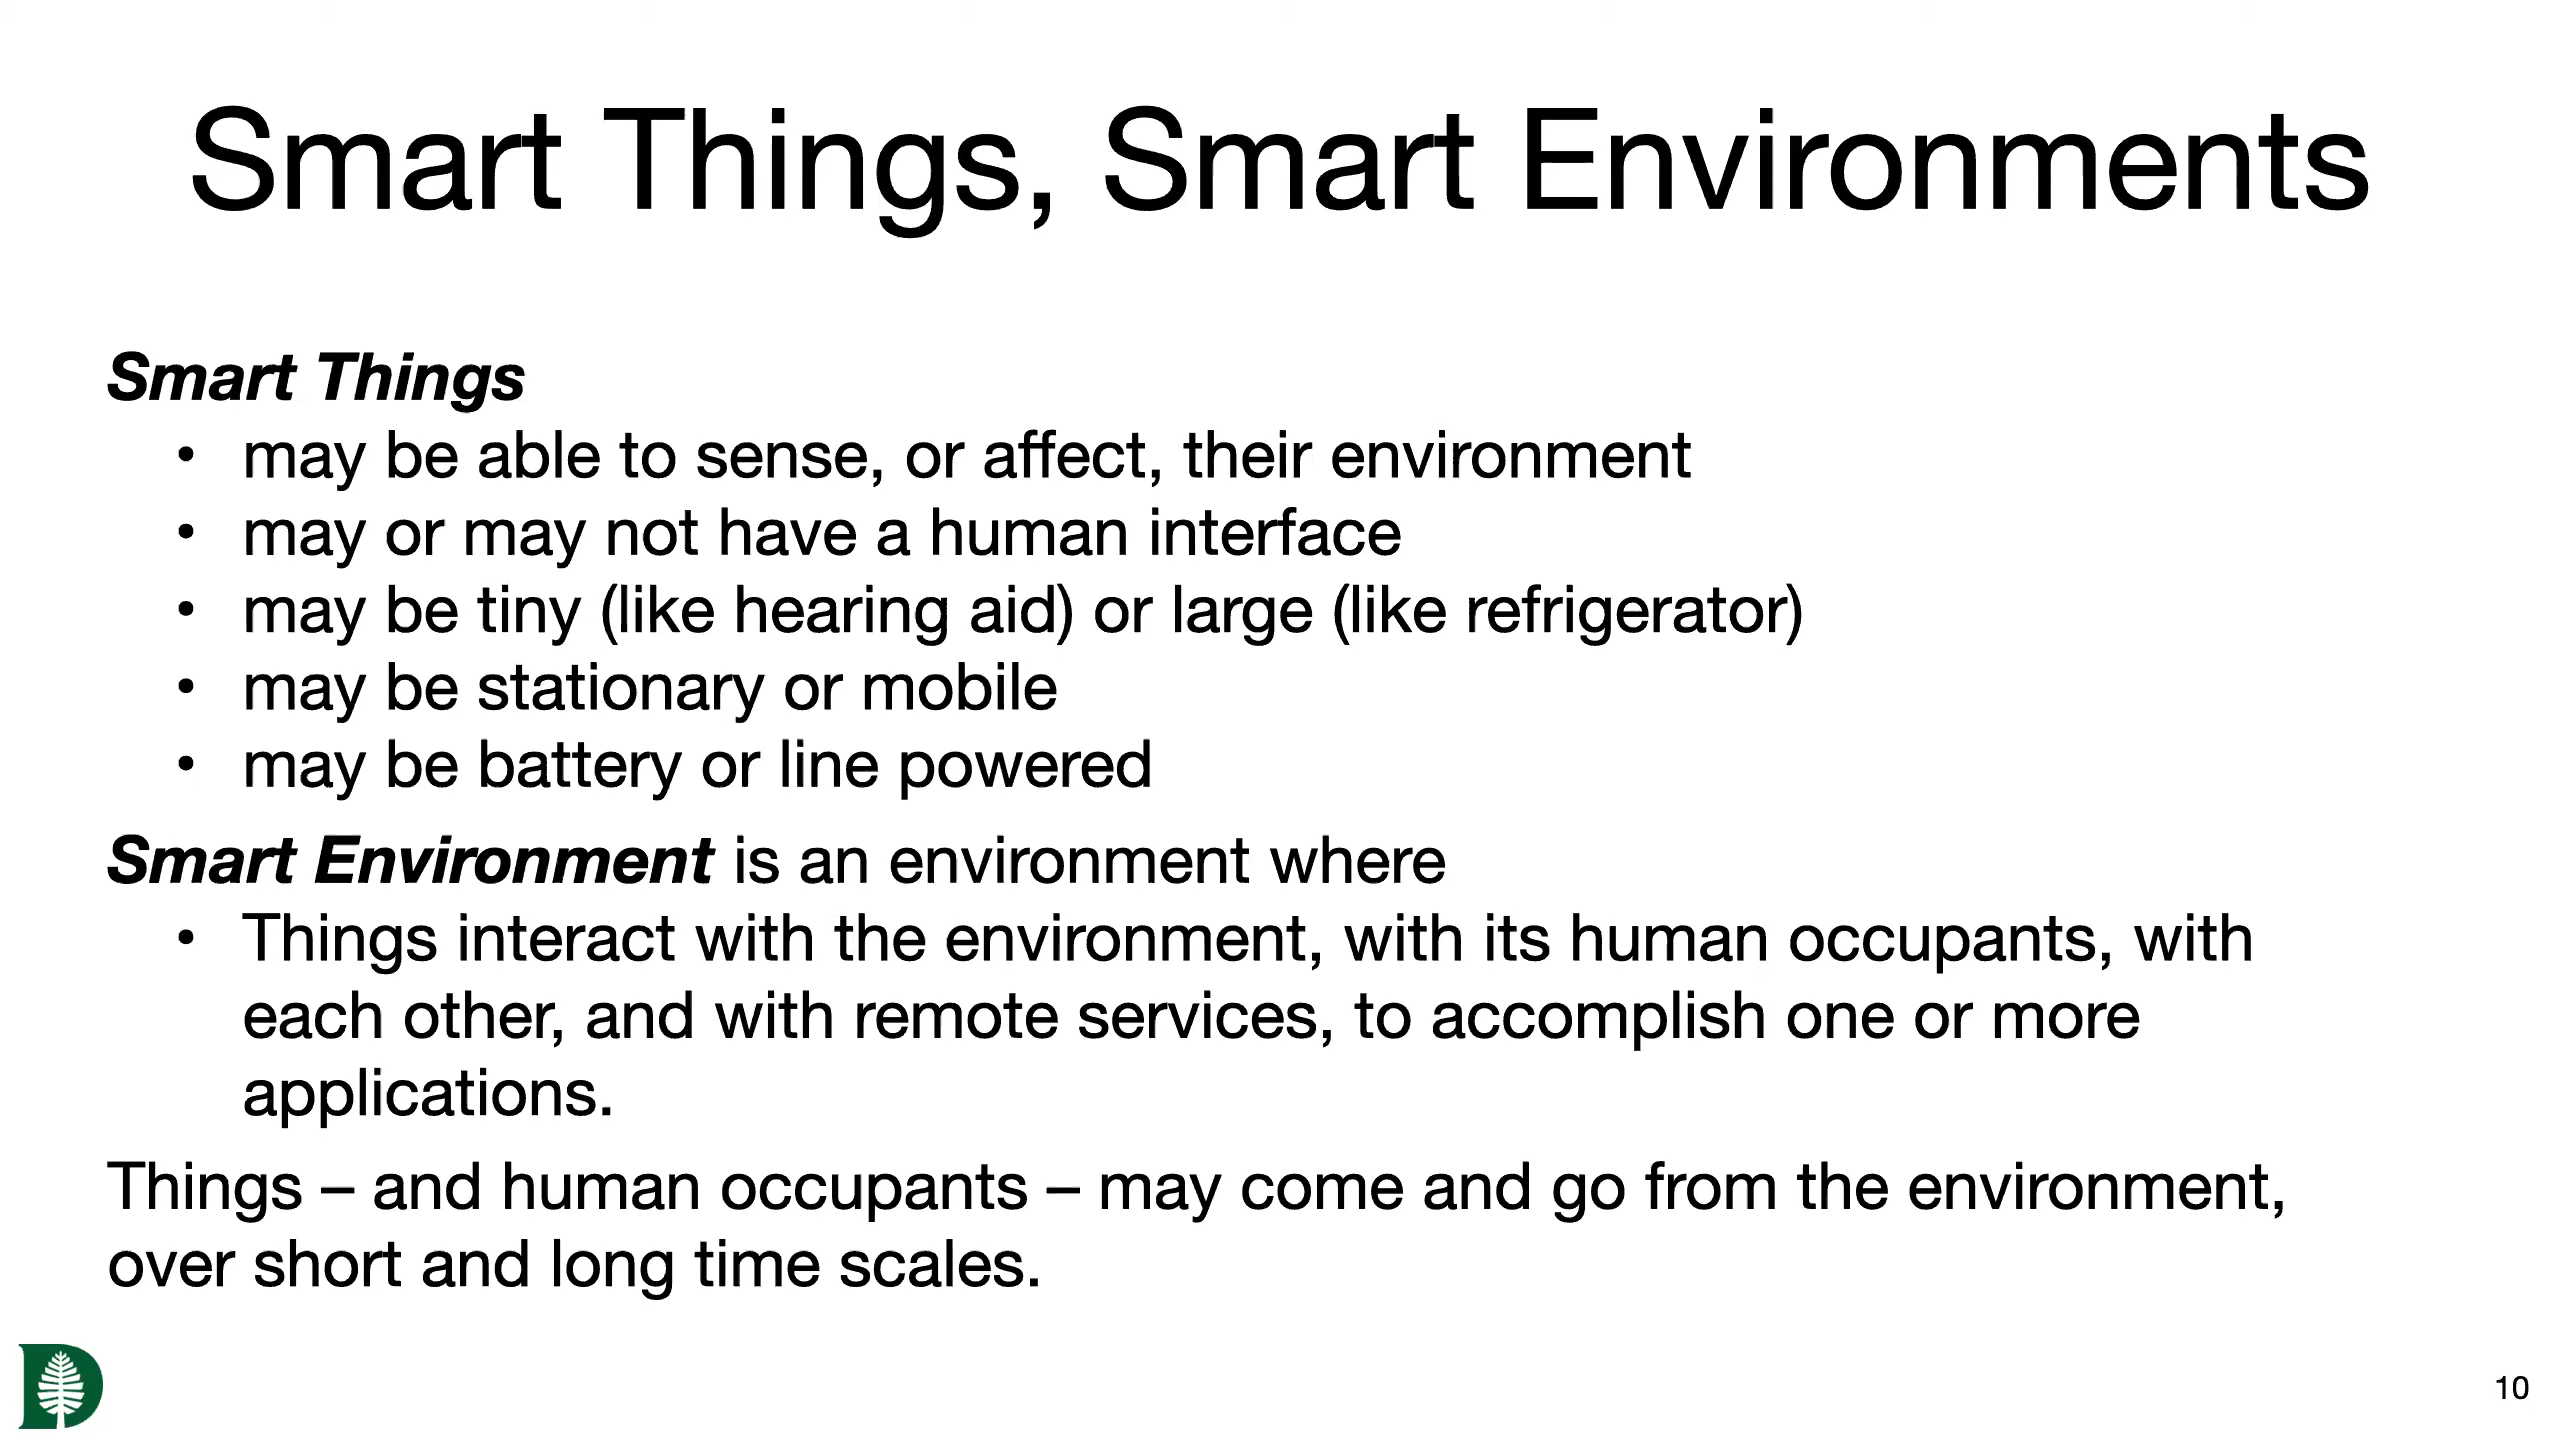 Smart Things, Smart Environments
Smart Things
• may be able to sense, or affect, their environment
• may or may not have a human interface
• may be tiny (like hearing aid) or large (like refrigerator)
• may be stationary or mobile
• may be battery or line powered
Smart Environment is an environment where
• Things interact with the environment, with its human occupants, with
each other, and with remote services, to accomplish one or more
applications.
Things – and human occupants – may come and go from the environment,
over short and long time scales.
D
10